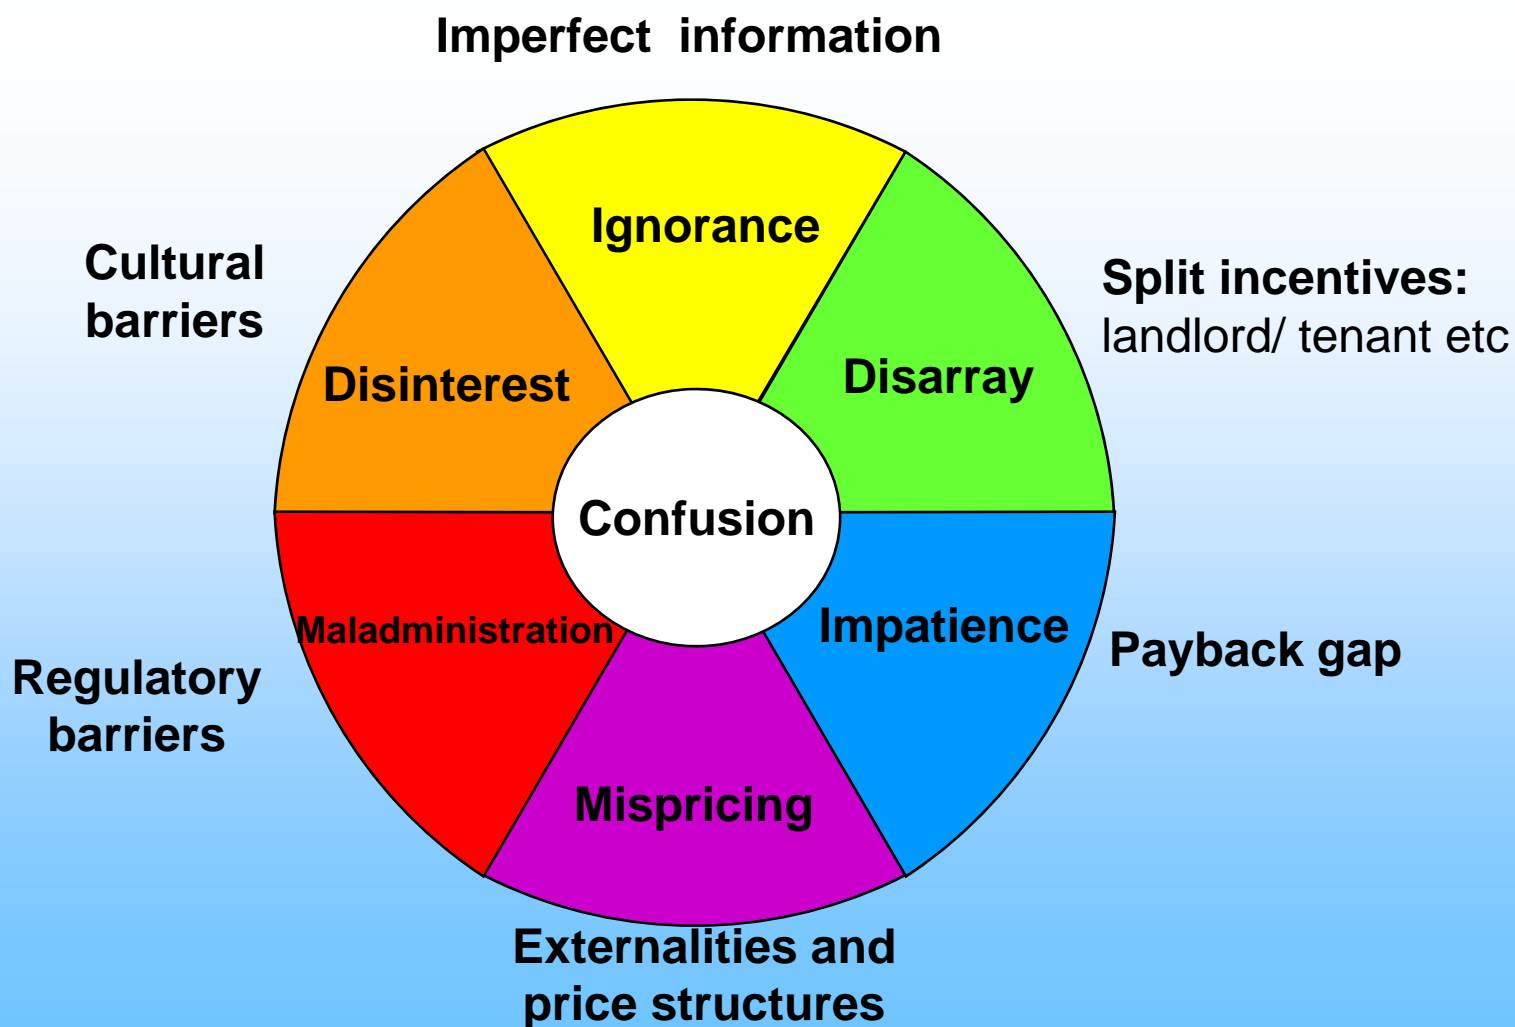 Imperfect information
Ignorance
Cultural
barriers
Split incentives:
landlord/ tenant etc
Disinterest
Disarray
Confusion
Maladministration
Impatience
Regulatory
barriers
Payback gap
Mispricing
Externalities and
price structures